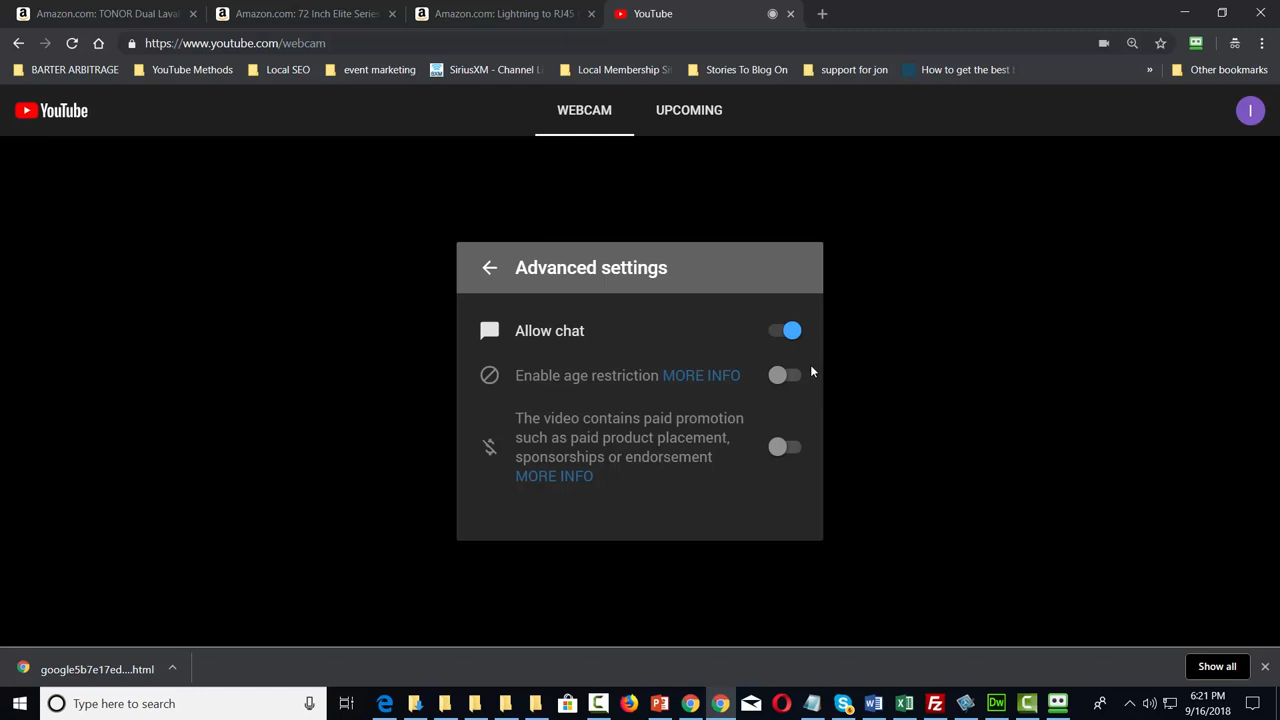 Amazon.com: TONOR Dual Laval
Amazon.com: 72 Inch Elite Series
Amazon.com: Lightning to RJ45
YouTube
https://www.youtube.com/webcam
BARTER ARBITRAGE
YouTube Methods
Local SEO
event marketing
SiriusXM - Channel Li
Local Membership Si
Stories To Blog On
support for jon
How to get the best
»
Other bookmarks
YouTube
WEBCAM
UPCOMING
I
Advanced settings
Allow chat
Enable age restriction MORE INFO
The video contains paid promotion
such as paid product placement,
sponsorships or endorsement
MORE INFO
google5b7e17ed....html
Show all
Type here to search
6:21 PM
9/16/2018